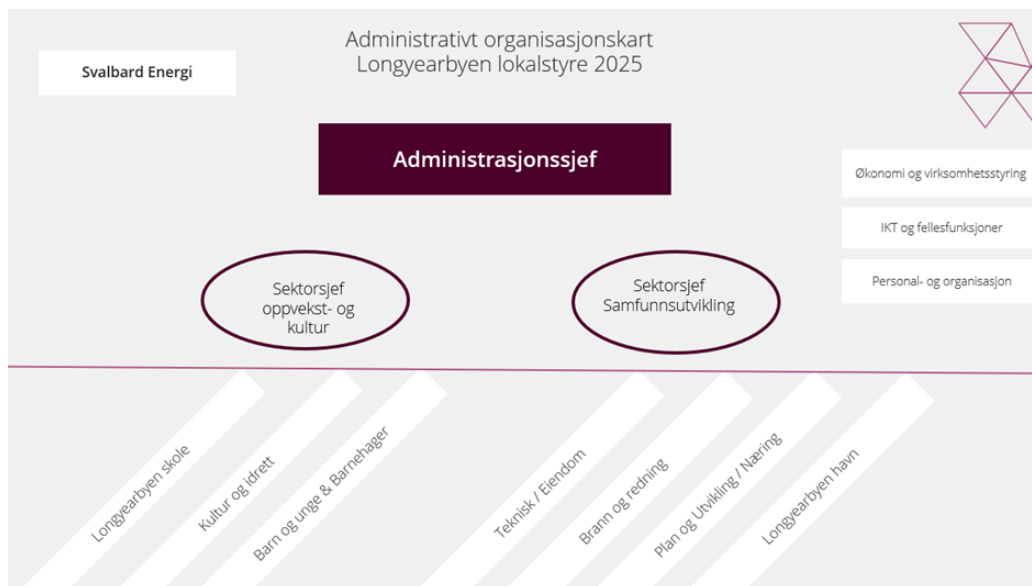 Administrativt organisasjonskart
Longyearbyen lokalstyre 2025
Svalbard Energi
Administrasjonssjef
Økonomi og virksomhetsstyring
IKT og fellesfunksjoner
Personal- og organisasjon
Sektorsjef
oppvekst- og
kultur
Sektorsjef
Samfunnsutvikling
Longyearbyen skole
Kultur og idrett
Barn og unge & Barnehager
Teknisk / Eiendom
Brann og redning
Plan og Utvikling / Næring
Longyearbyen havn